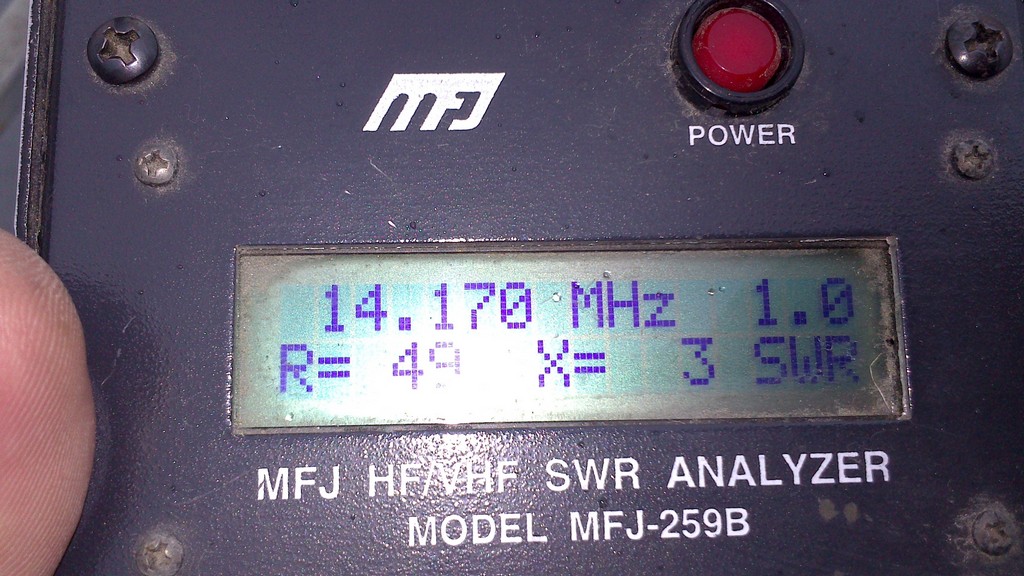 MFJ
POWER
14.170 MHz 1.0
R= 49 X= 3 SWR
MFJ HF/VHF SWR ANALYZER
MODEL MFJ-259B